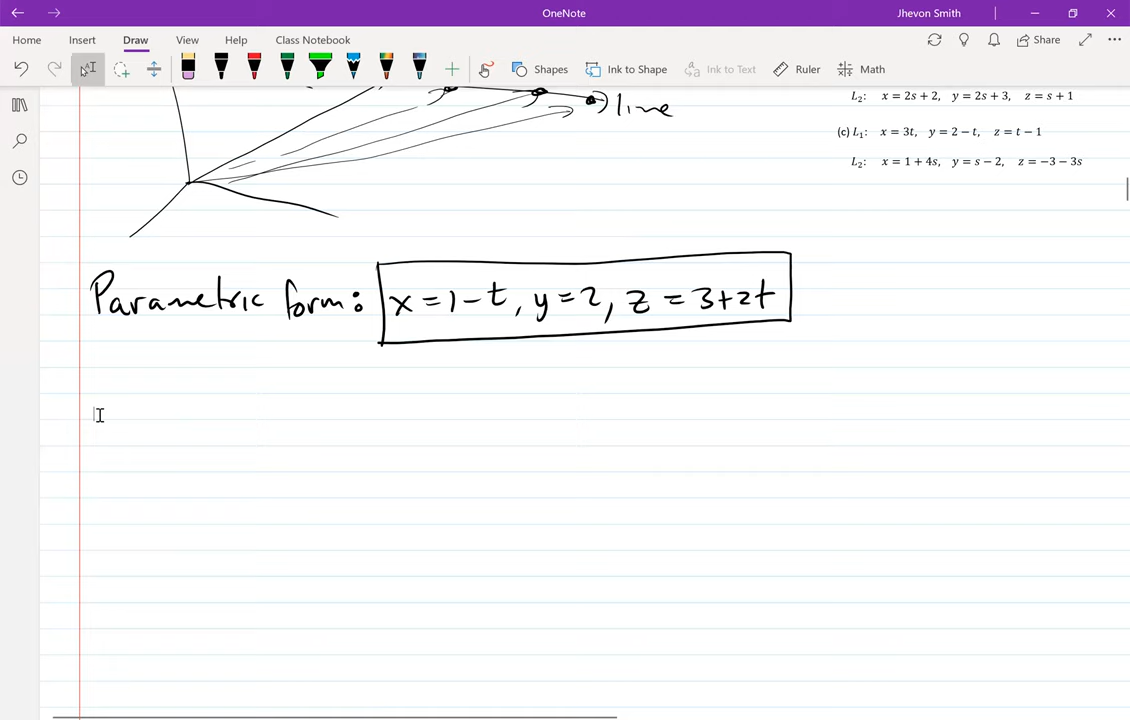 OneNote
Jhevon Smith
Home Insert Draw View Help Class Notebook
Share
Shapes Ink to Shape Ink to Text Ruler Math
L₂: x = 2s + 2, y = 2s + 3, z = s + 1
line
(c) L₁: x = 3t, y = 2 − t, z = t − 1
L₂: x = 1 + 4s, y = s − 2, z = −3 − 3s
Parametric form: x = 1 - t, y = 2, z = 3+2t